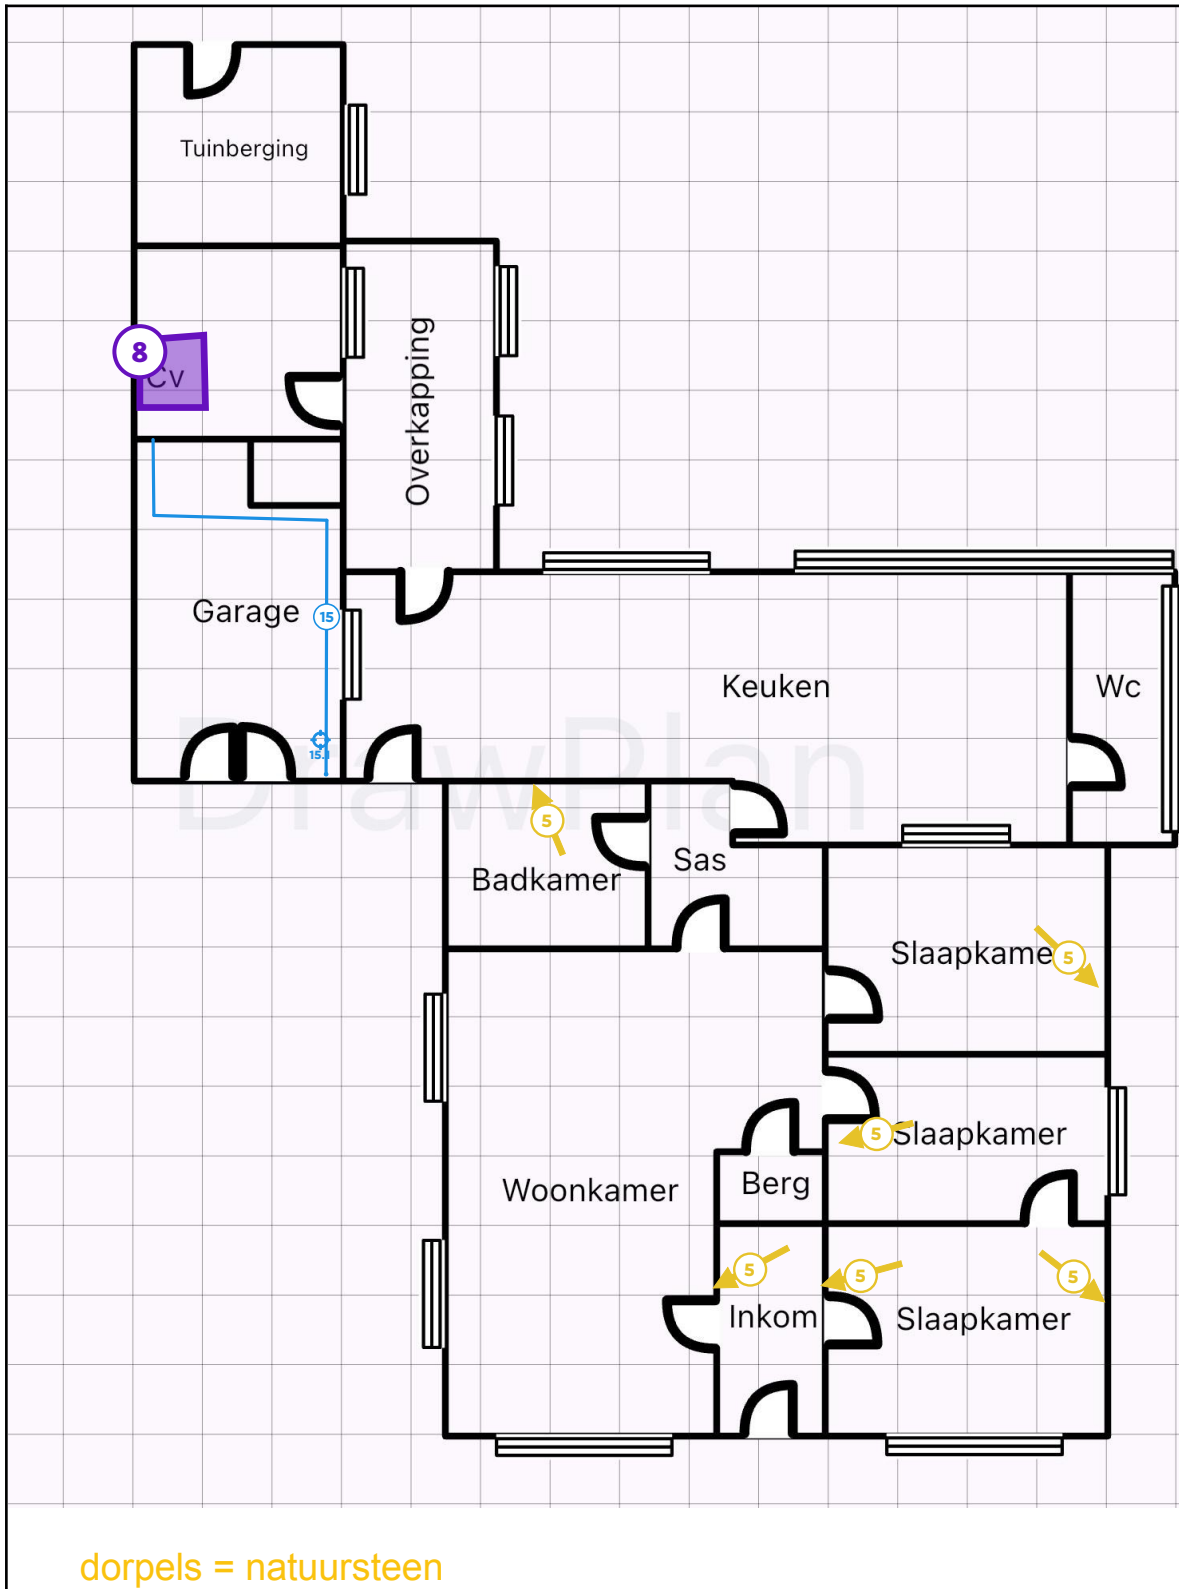 Tuinberging
8
Cv
Overkapping
Garage
15
15.1
Keuken
Wc
DrawPlan
5
Badkamer
Sas
Slaapkame
5
5
Slaapkamer
Woonkamer
Berg
5
5
5
Inkom
Slaapkamer
dorpels = natuursteen